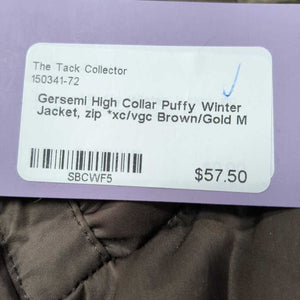 The Tack Collector
150341-72
Gersemi High Collar Puffy Winter
Jacket, zip *xc/vgc Brown/Gold M
SBCWF5
$57.50